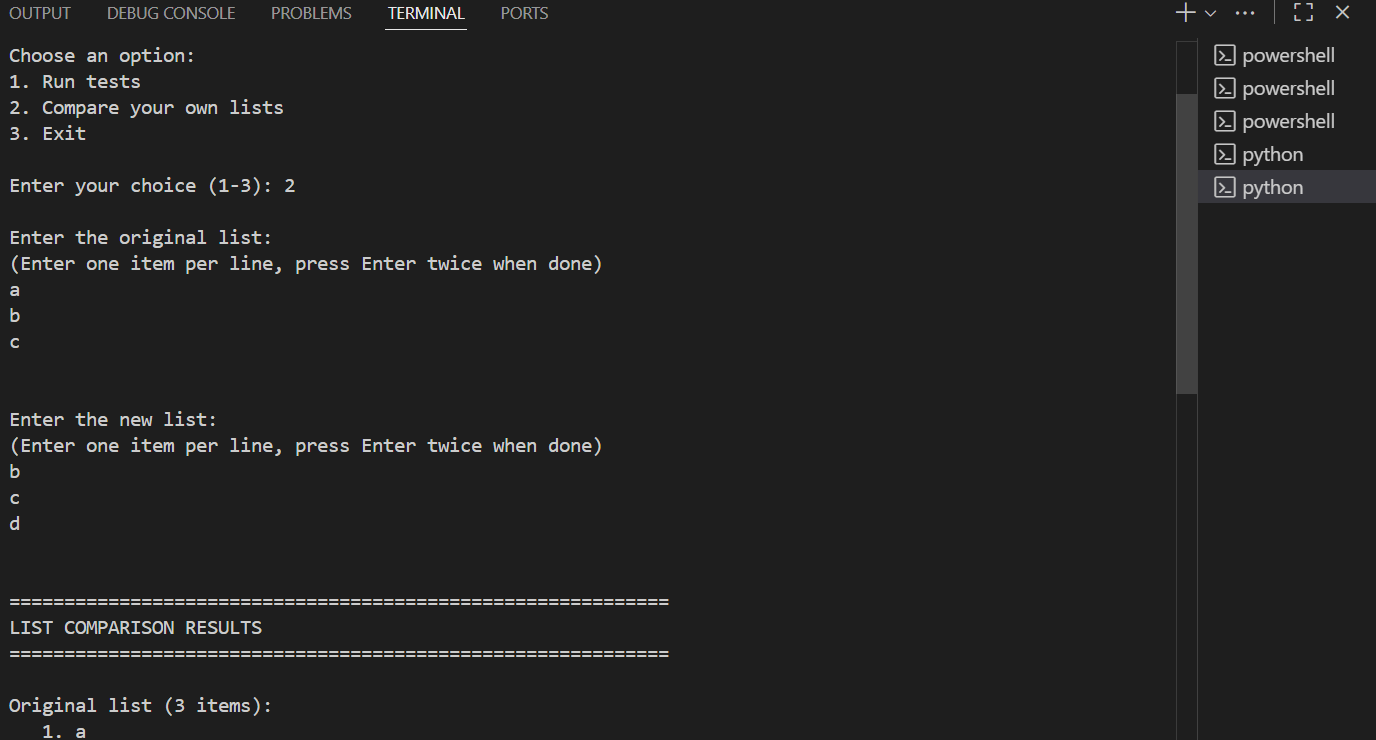 OUTPUT DEBUG CONSOLE PROBLEMS TERMINAL PORTS
Choose an option:
1. Run tests
2. Compare your own lists
3. Exit
Enter your choice (1-3): 2
Enter the original list:
(Enter one item per line, press Enter twice when done)
a
b
c
Enter the new list:
(Enter one item per line, press Enter twice when done)
b
c
d
============================================================
LIST COMPARISON RESULTS
============================================================
Original list (3 items):
1. a
powershell
powershell
powershell
python
python